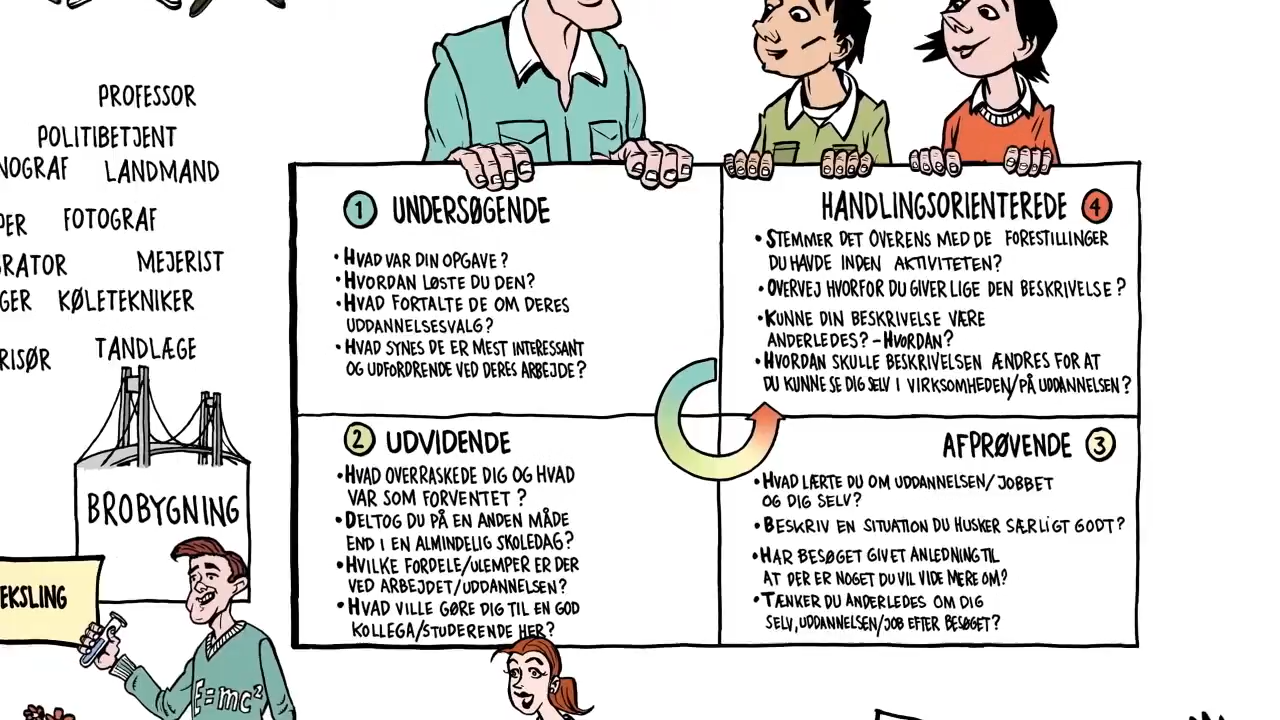 PROFESSOR
POLITIBETJENT
LANDMAND
FOTOGRAF
MEJERIST
KØLETEKNIKER
TANDLÆGE
BROBYGNING
E=mc²
1 UNDERSØGENDE
• HVAD VAR DIN OPGAVE?
• HVORDAN LØSTE DU DEN?
• HVAD FORTALTE DE OM DERES
UDDANNELSESVALG?
• HVAD SYNES DE ER MEST INTERESSANT
OG UDFORDRENDE VED DERES ARBEJDE?
2 UDVIDENDE
• HVAD OVERRASKEDE DIG OG HVAD
VAR SOM FORVENTET?
• DELTOG DU PÅ EN ANDEN MÅDE
END I EN ALMINDELIG SKOLEDAG?
• HVILKE FORDELE/ULEMPER ER DER
VED ARBEJDET/UDDANNELSEN?
• HVAD VILLE GØRE DIG TIL EN GOD
KOLLEGA/STUDERENDE HER?
AFPRØVENDE 3
• HVAD LÆRTE DU OM UDDANNELSEN/JOBBET
OG DIG SELV?
• BESKRIV EN SITUATION DU HUSKER SÆRLIGT GODT?
• HAR BESØGET GIVET ANLEDNING TIL
AT DER ER NOGET DU VIL VIDE MERE OM?
• TÆNKER DU ANDERLEDES OM DIG
SELV, UDDANNELSEN/JOB EFTER BESØGET?
HANDLINGSORIENTEREDE 4
• STEMMER DET OVERENS MED DE FORESTILLINGER
DU HAVDE INDEN AKTIVITETEN?
• OVERVEJ HVORFOR DU GIVER LIGE DEN BESKRIVELSE?
• KUNNE DIN BESKRIVELSE VÆRE
ANDERLEDES? - HVORDAN?
• HVORDAN SKULLE BESKRIVELSEN ÆNDRES FOR AT
DU KUNNE SE DIG SELV I VIRKSOMHEDEN/PÅ UDDANNELSEN?